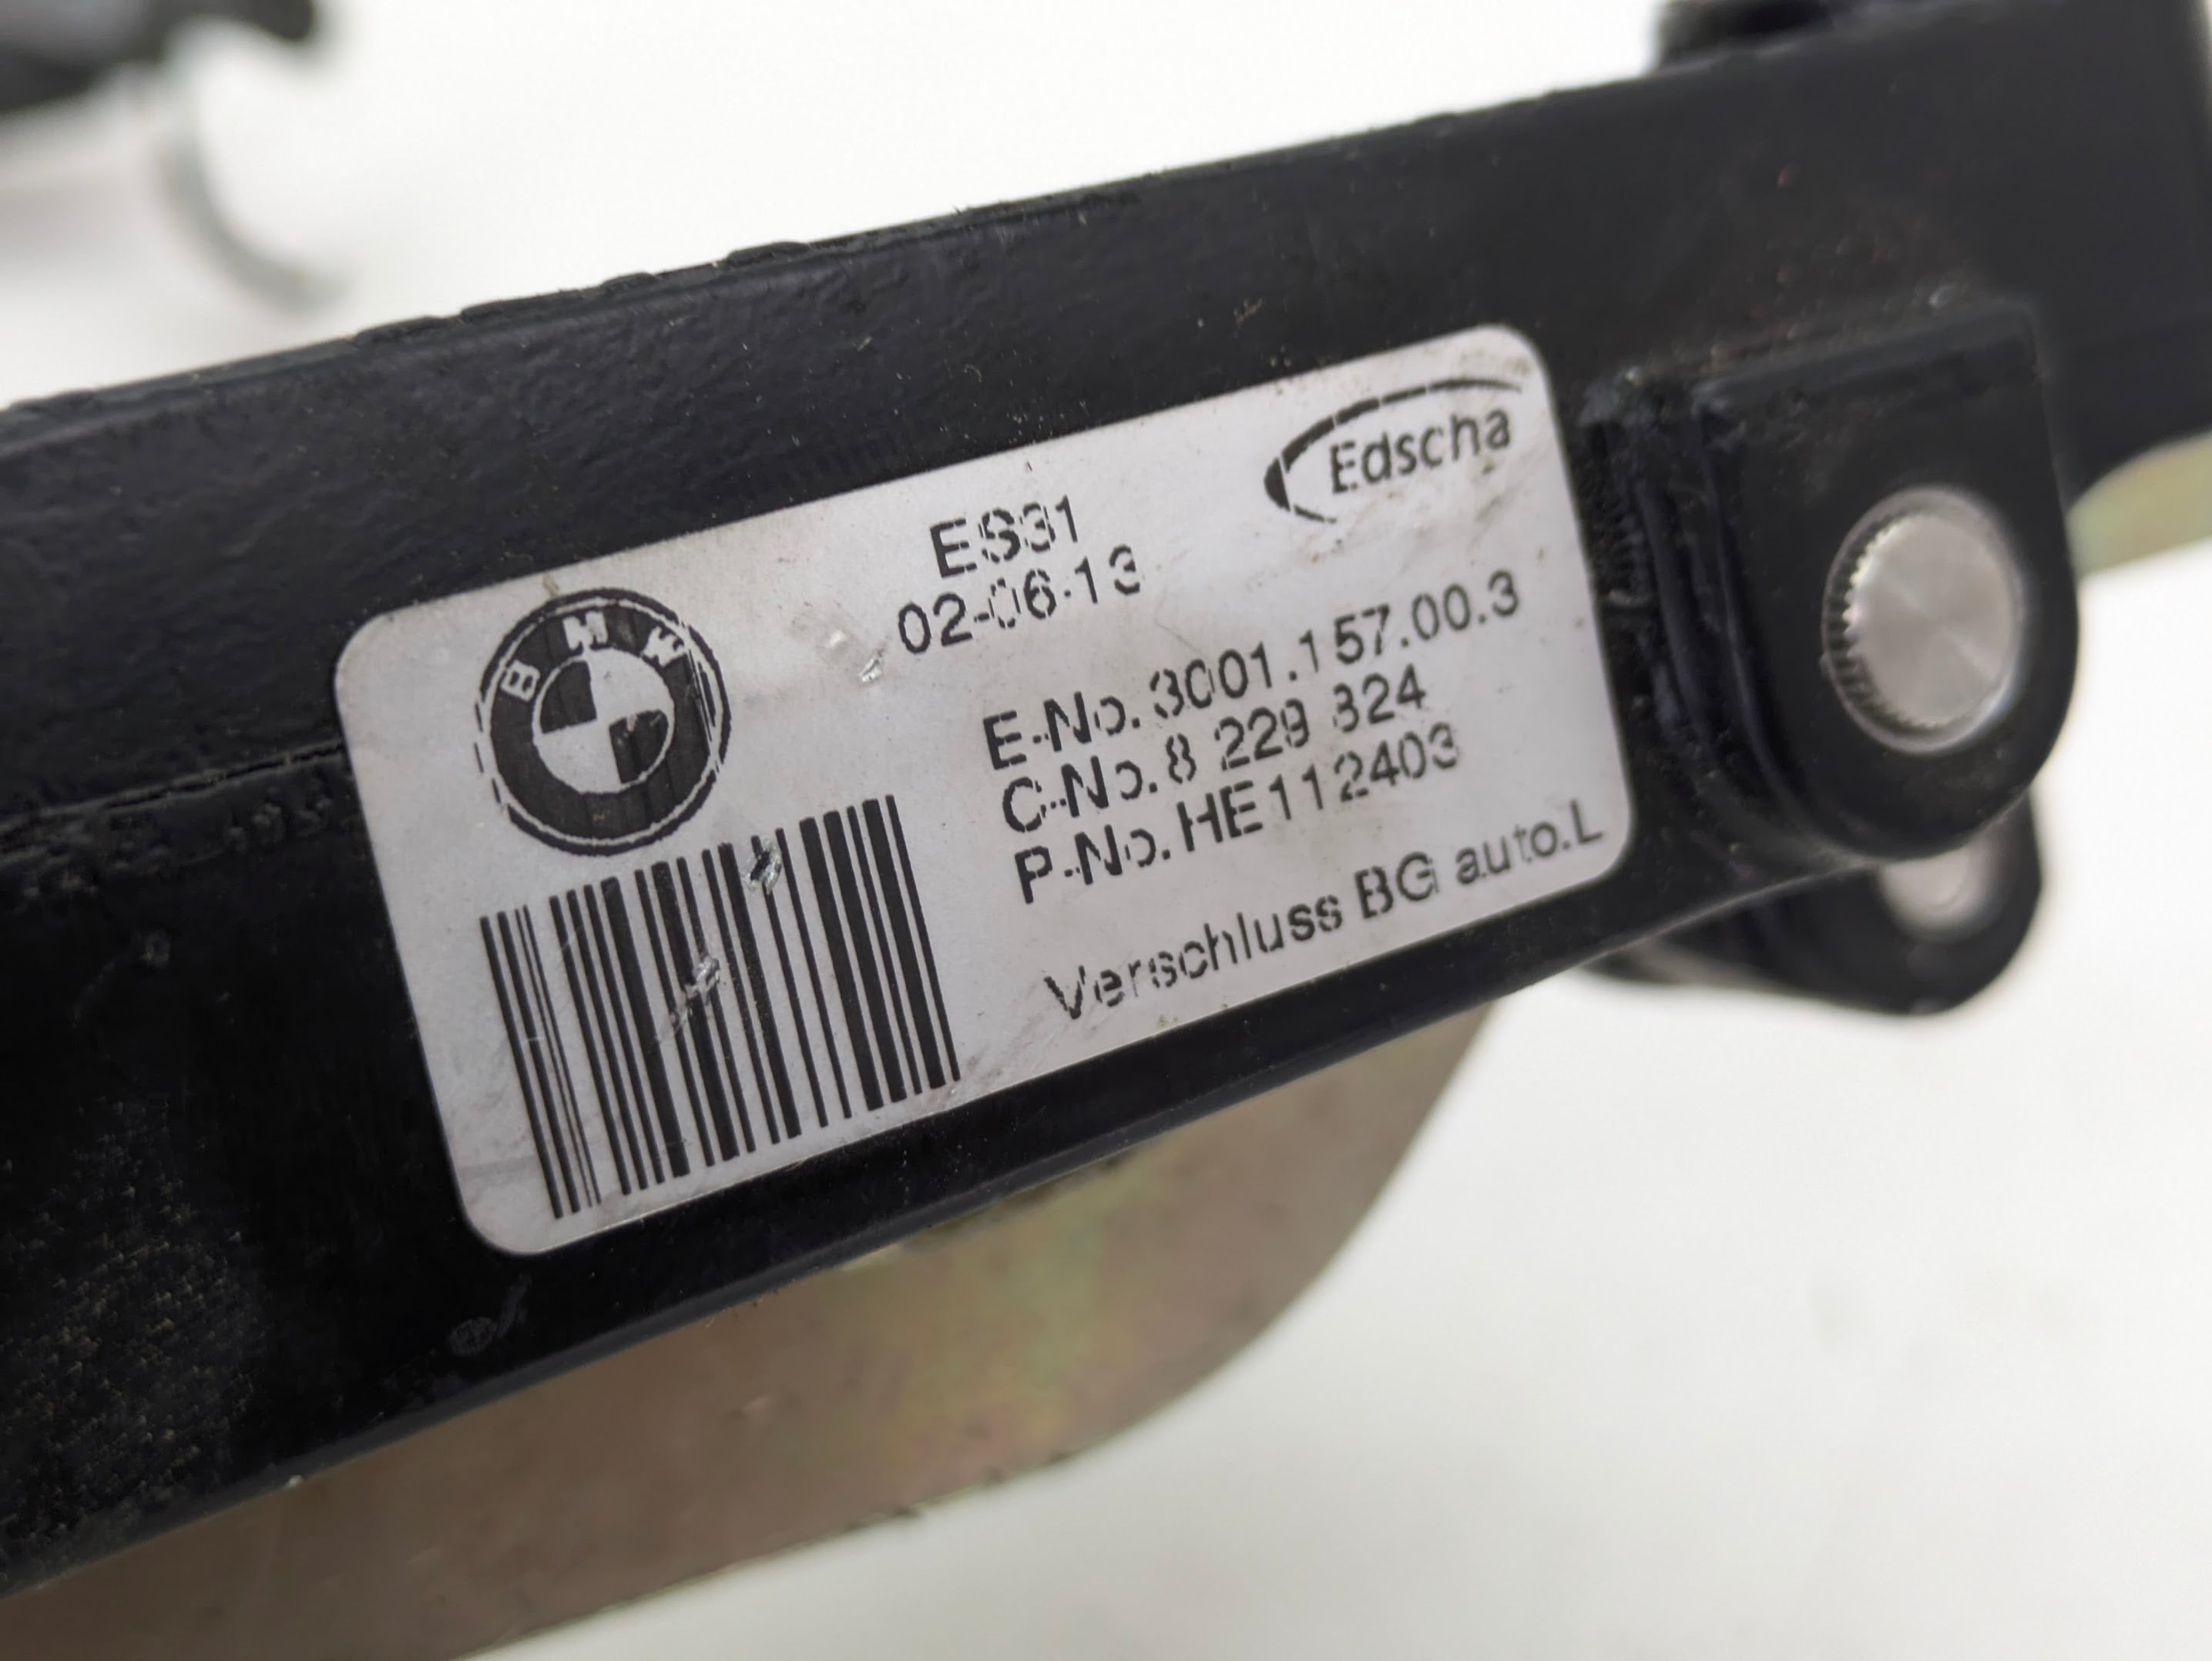 BMW
ES31
Edscha
02-06-13
E-No. 3001.157.00.3
C-No. 8 229 324
P-No. HE112403
Verschluss BG auto.L